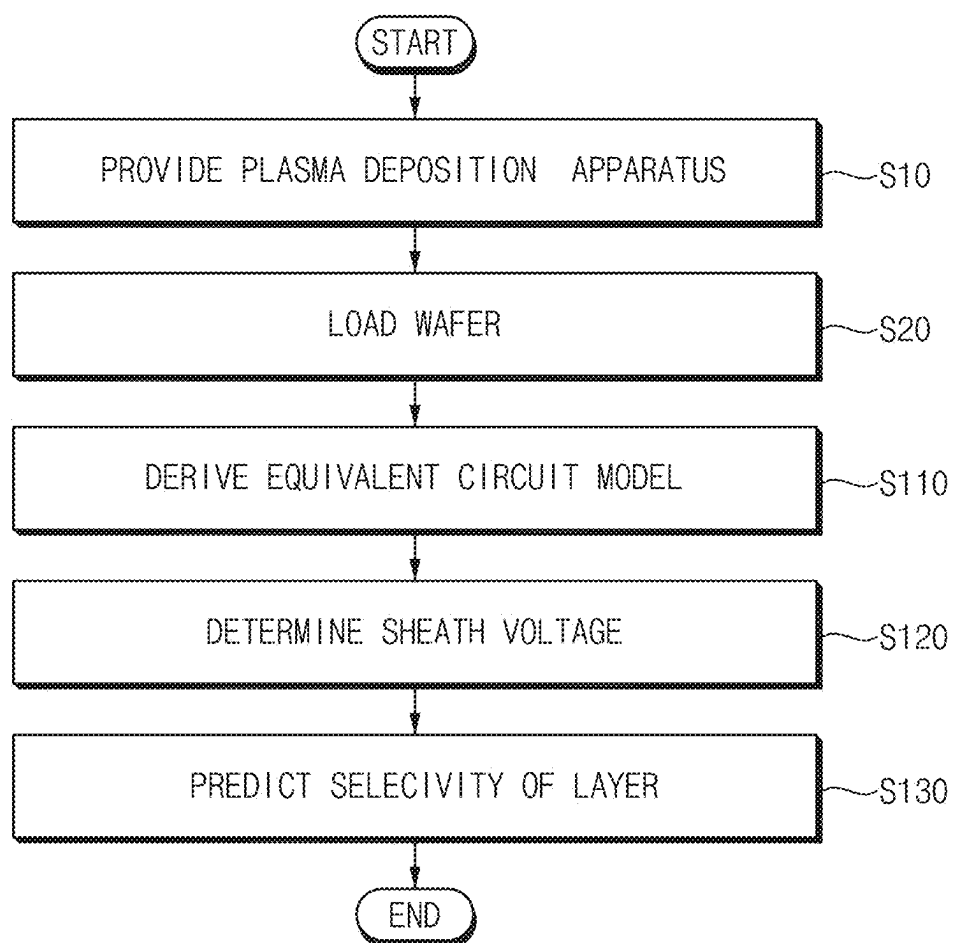 START
PROVIDE PLASMA DEPOSITION APPARATUS
S10
LOAD WAFER
S20
DERIVE EQUIVALENT CIRCUIT MODEL
S110
DETERMINE SHEATH VOLTAGE
S120
PREDICT SELECIVITY OF LAYER
S130
END